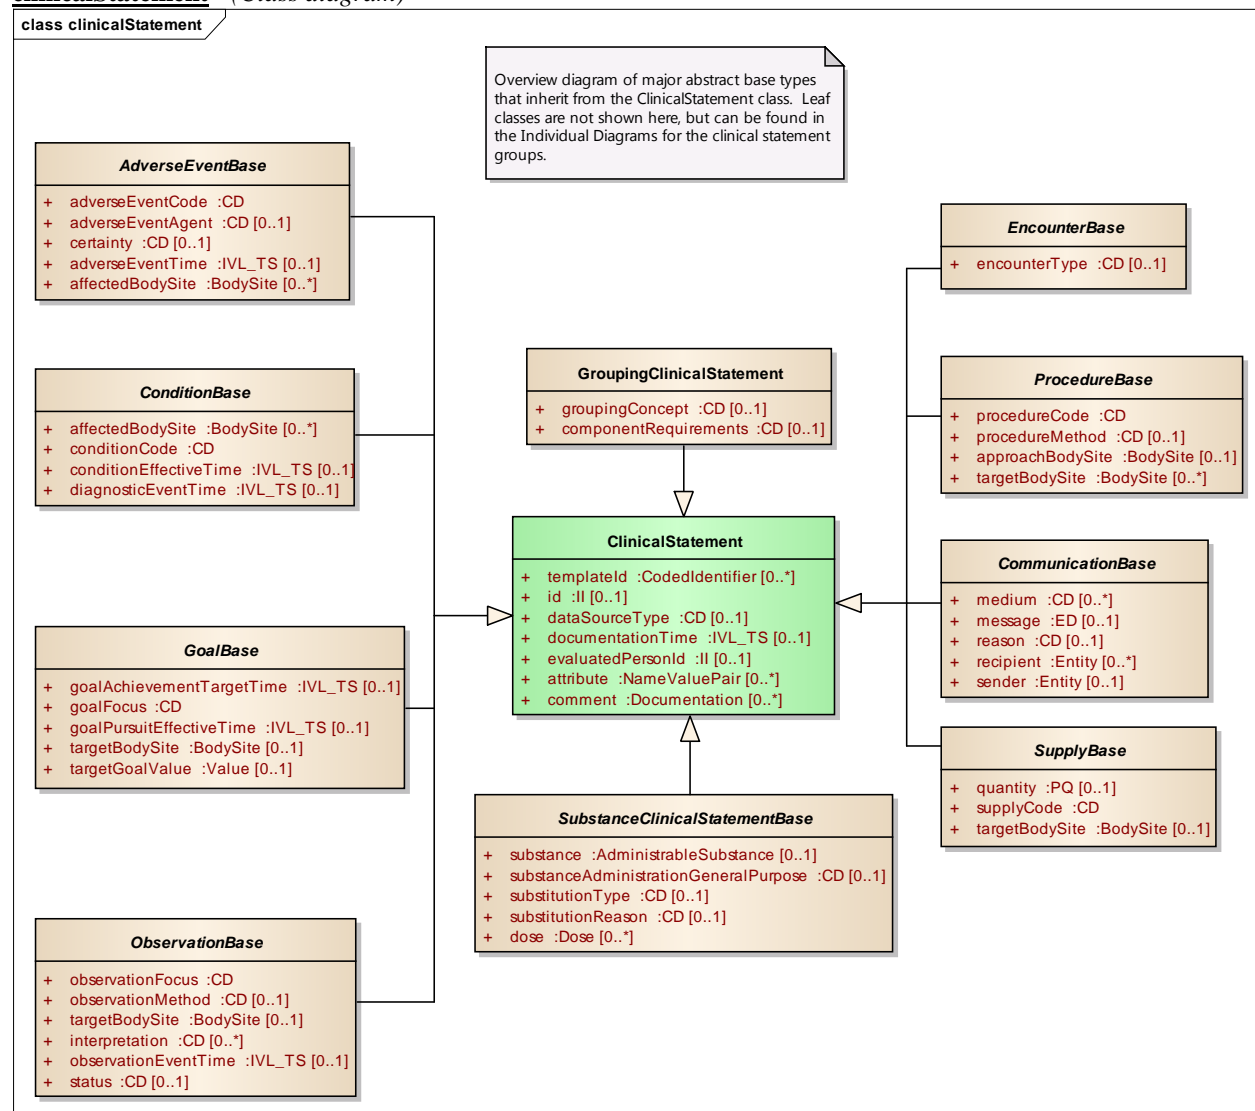 clinicalStatement - (Class diagram)
class clinicalStatement
Overview diagram of major abstract base types
that inherit from the ClinicalStatement class. Leaf
classes are not shown here, but can be found in
the Individual Diagrams for the clinical statement
groups.
AdverseEventBase
+ adverseEventCode :CD
+ adverseEventAgent :CD [0..1]
+ certainty :CD [0..1]
+ adverseEventTime :IVL_TS [0..1]
+ affectedBodySite :BodySite [0..*]
EncounterBase
+ encounterType :CD [0..1]
ConditionBase
+ affectedBodySite :BodySite [0..*]
+ conditionCode :CD
+ conditionEffectiveTime :IVL_TS [0..1]
+ diagnosticEventTime :IVL_TS [0..1]
GroupingClinicalStatement
+ groupingConcept :CD [0..1]
+ componentRequirements :CD [0..1]
ProcedureBase
+ procedureCode :CD
+ procedureMethod :CD [0..1]
+ approachBodySite :BodySite [0..1]
+ targetBodySite :BodySite [0..*]
ClinicalStatement
+ templateId :CodedIdentifier [0..*]
+ id :II [0..1]
+ dataSourceType :CD [0..1]
+ documentationTime :IVL_TS [0..1]
+ evaluatedPersonId :II [0..1]
+ attribute :NameValuePair [0..*]
+ comment :Documentation [0..*]
CommunicationBase
+ medium :CD [0..*]
+ message :ED [0..1]
+ reason :CD [0..1]
+ recipient :Entity [0..*]
+ sender :Entity [0..1]
GoalBase
+ goalAchievementTargetTime :IVL_TS [0..1]
+ goalFocus :CD
+ goalPursuitEffectiveTime :IVL_TS [0..1]
+ targetBodySite :BodySite [0..1]
+ targetGoalValue :Value [0..1]
SupplyBase
+ quantity :PQ [0..1]
+ supplyCode :CD
+ targetBodySite :BodySite [0..1]
SubstanceClinicalStatementBase
+ substance :AdministrableSubstance [0..1]
+ substanceAdministrationGeneralPurpose :CD [0..1]
+ substitutionType :CD [0..1]
+ substitutionReason :CD [0..1]
+ dose :Dose [0..*]
ObservationBase
+ observationFocus :CD
+ observationMethod :CD [0..1]
+ targetBodySite :BodySite [0..1]
+ interpretation :CD [0..*]
+ observationEventTime :IVL_TS [0..1]
+ status :CD [0..1]